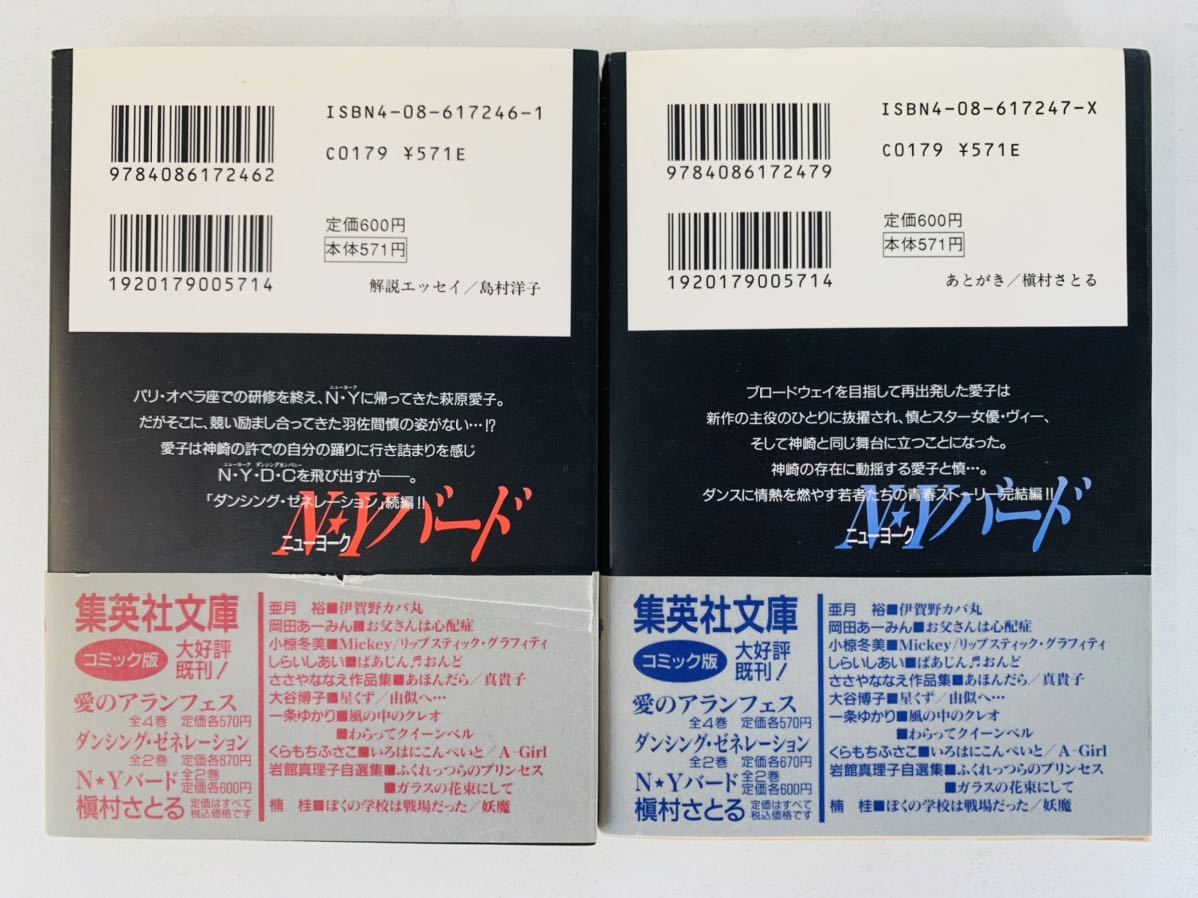 ISBN4-08-617246-1
C0179 ¥571E
9784086172462
定価600円
本体571円
1920179005714
解説エッセイ/島村洋子
パリ・オペラ座での研修を終え、N・Yに帰ってきた萩原愛子。
ニューヨーク
だがそこに、競い励まし合ってきた羽佐間慎の姿がない…!?
愛子は神崎の許での自分の踊りに行き詰まりを感じ
ニューヨーク ダンシングカンパニー
N・Y・D・Cを飛び出すが——。
「ダンシング・ゼネレーション」続編!!
N★Yバード
ニューヨーク
集英社文庫
コミック版
大好評
既刊!
愛のアランフェス
全4巻 定価各570円
ダンシング・ゼネレーション
全2巻 定価各670円
N★Yバード
全2巻
定価各600円
槇村さとる
定価はすべて
税込価格です
亜月 裕■伊賀野カバ丸
岡田あーみん■お父さんは心配症
小椋冬美■Mickey/リップスティック・グラフィティ
しらいしあい■ばあじん♬おんど
ささやななえ作品集■あほんだら/真貴子
大谷博子■星くず/由似へ…
一条ゆかり■風の中のクレオ
■わらってクイーンベル
くらもちふさこ■いろはにこんぺいと/A-Girl
岩館真理子自選集■ふくれっつらのプリンセス
■ガラスの花束にして
楠 桂■ぼくの学校は戦場だった/妖魔
ISBN4-08-617247-X
C0179 ¥571E
9784086172479
定価600円
本体571円
1920179005714
あとがき/槇村さとる
ブロードウェイを目指して再出発した愛子は
新作の主役のひとりに抜擢され、慎とスター女優・ヴィー、
そして神崎と同じ舞台に立つことになった。
神崎の存在に動揺する愛子と慎…。
ダンスに情熱を燃やす若者たちの青春ストーリー完結編!!
N★Yバード
ニューヨーク
集英社文庫
コミック版
大好評
既刊!
愛のアランフェス
全4巻 定価各570円
ダンシング・ゼネレーション
全2巻 定価各670円
N★Yバード
全2巻
定価各600円
槇村さとる
定価はすべて
税込価格です
亜月 裕■伊賀野カバ丸
岡田あーみん■お父さんは心配症
小椋冬美■Mickey/リップスティック・グラフィティ
しらいしあい■ばあじん♬おんど
ささやななえ作品集■あほんだら/真貴子
大谷博子■星くず/由似へ…
一条ゆかり■風の中のクレオ
■わらってクイーンベル
くらもちふさこ■いろはにこんぺいと/A-Girl
岩館真理子自選集■ふくれっつらのプリンセス
■ガラスの花束にして
楠 桂■ぼくの学校は戦場だった/妖魔